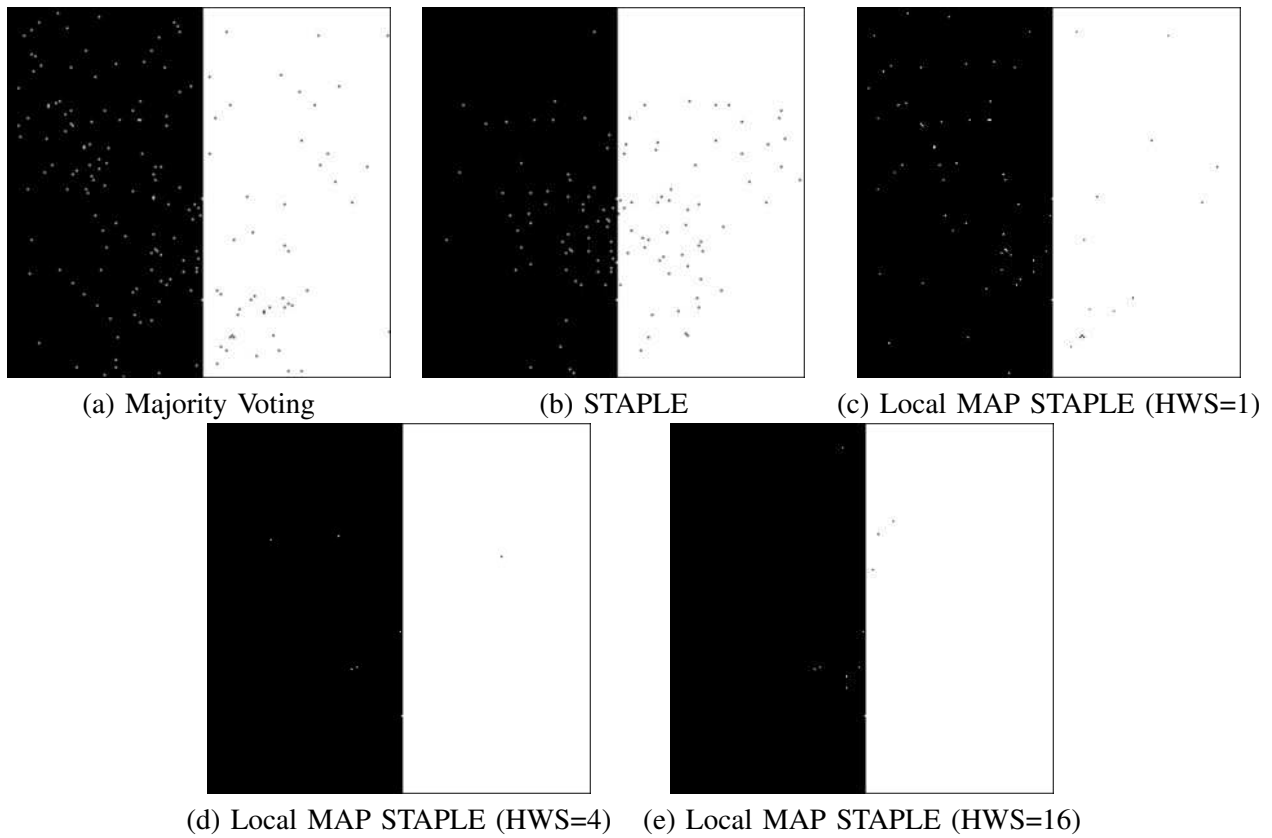 (a) Majority Voting
(b) STAPLE
(c) Local MAP STAPLE (HWS=1)
(d) Local MAP STAPLE (HWS=4)
(e) Local MAP STAPLE (HWS=16)